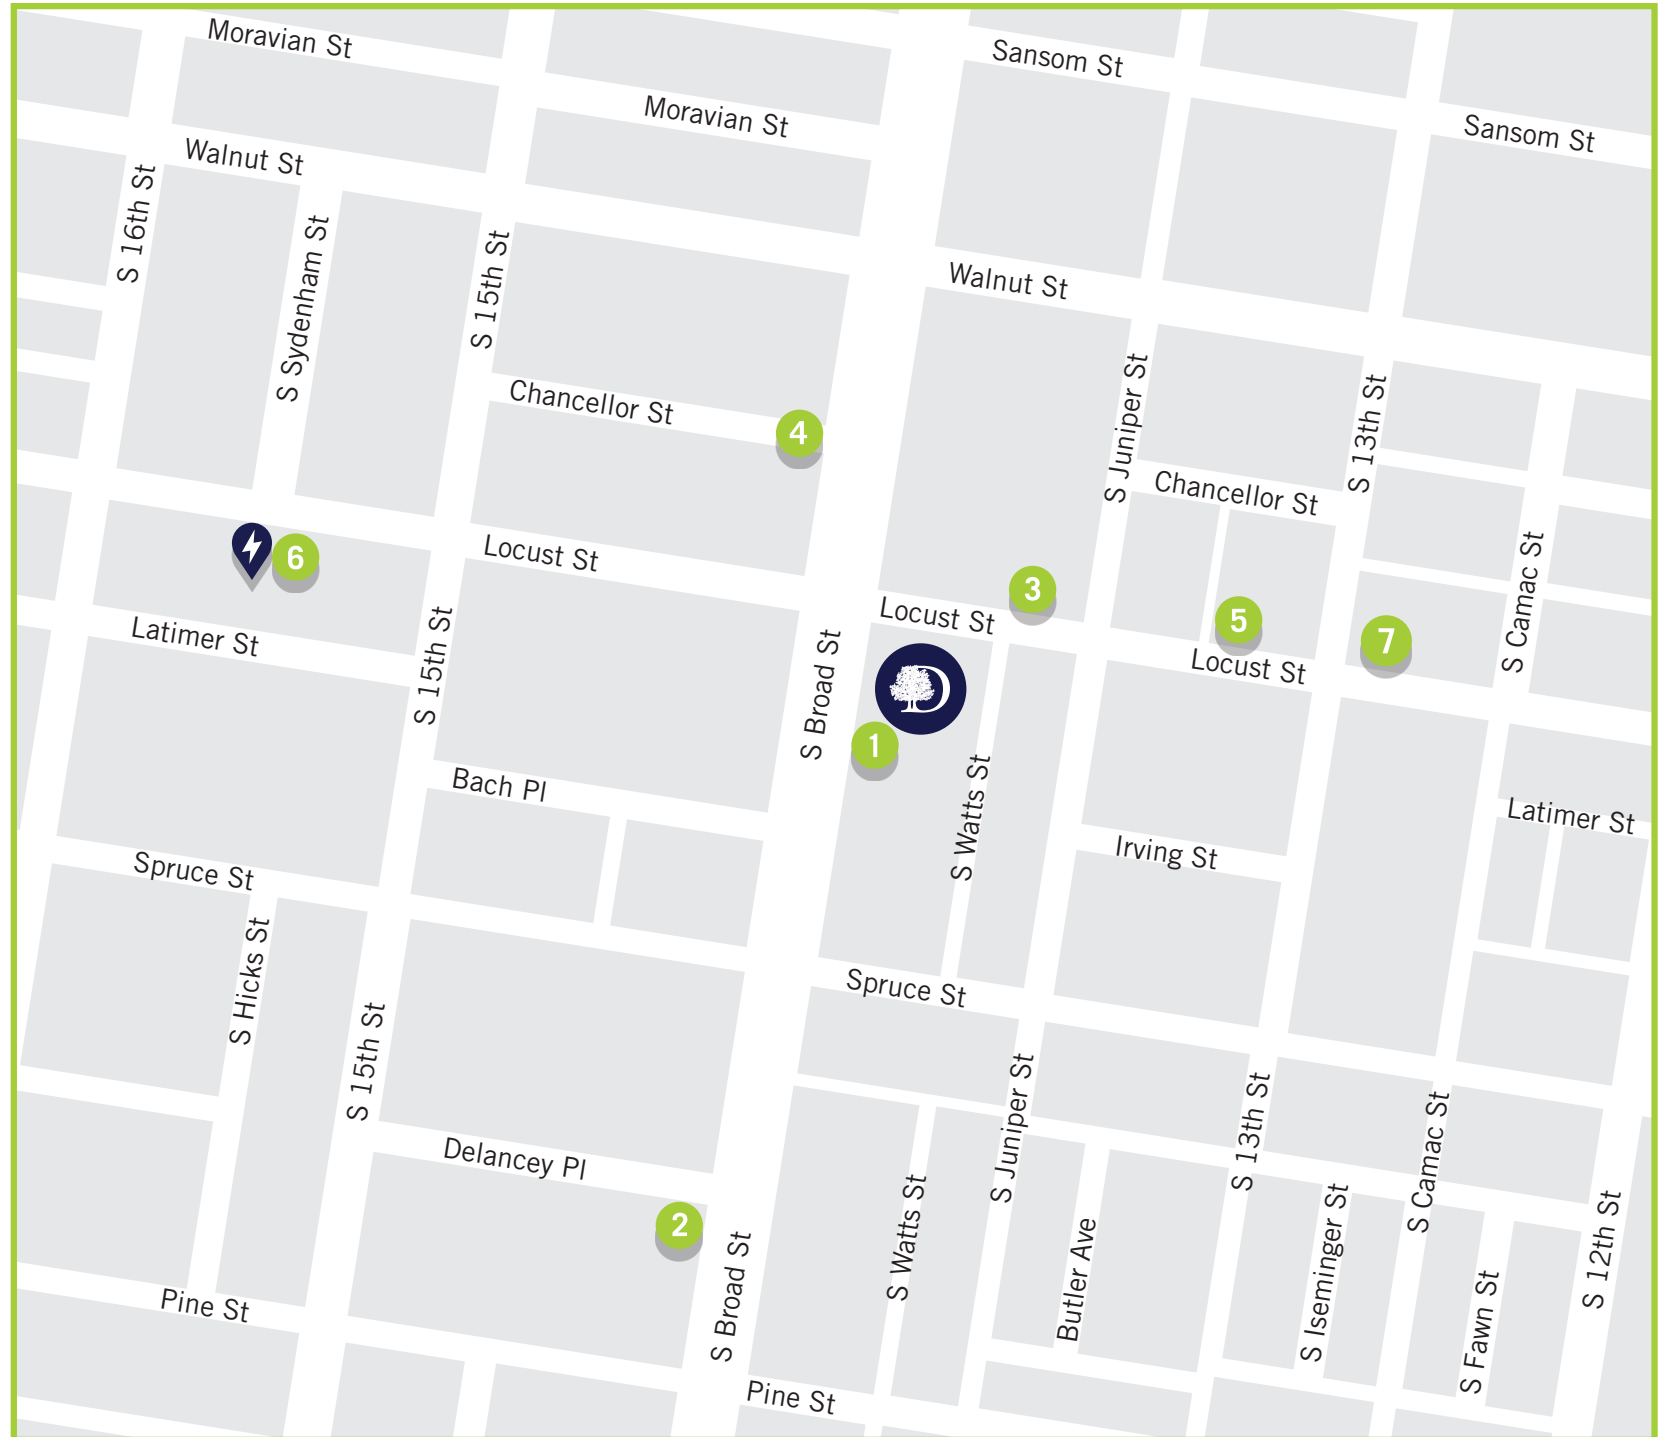 Moravian St
Sansom St
Moravian St
Sansom St
Walnut St
S 16th St
S Sydenham St
S 15th St
Walnut St
Chancellor St
4
S Juniper St
S 13th St
Chancellor St
Locust St
6
3
Locust St
5
7
S Camac St
Latimer St
S 15th St
S Broad St
D
Locust St
1
Bach Pl
S Watts St
Latimer St
Irving St
Spruce St
S Hicks St
Spruce St
S 15th St
S Juniper St
S 13th St
S Camac St
Delancey Pl
2
S Watts St
Butler Ave
S Iseminger St
S Fawn St
S 12th St
S Broad St
Pine St
Pine St